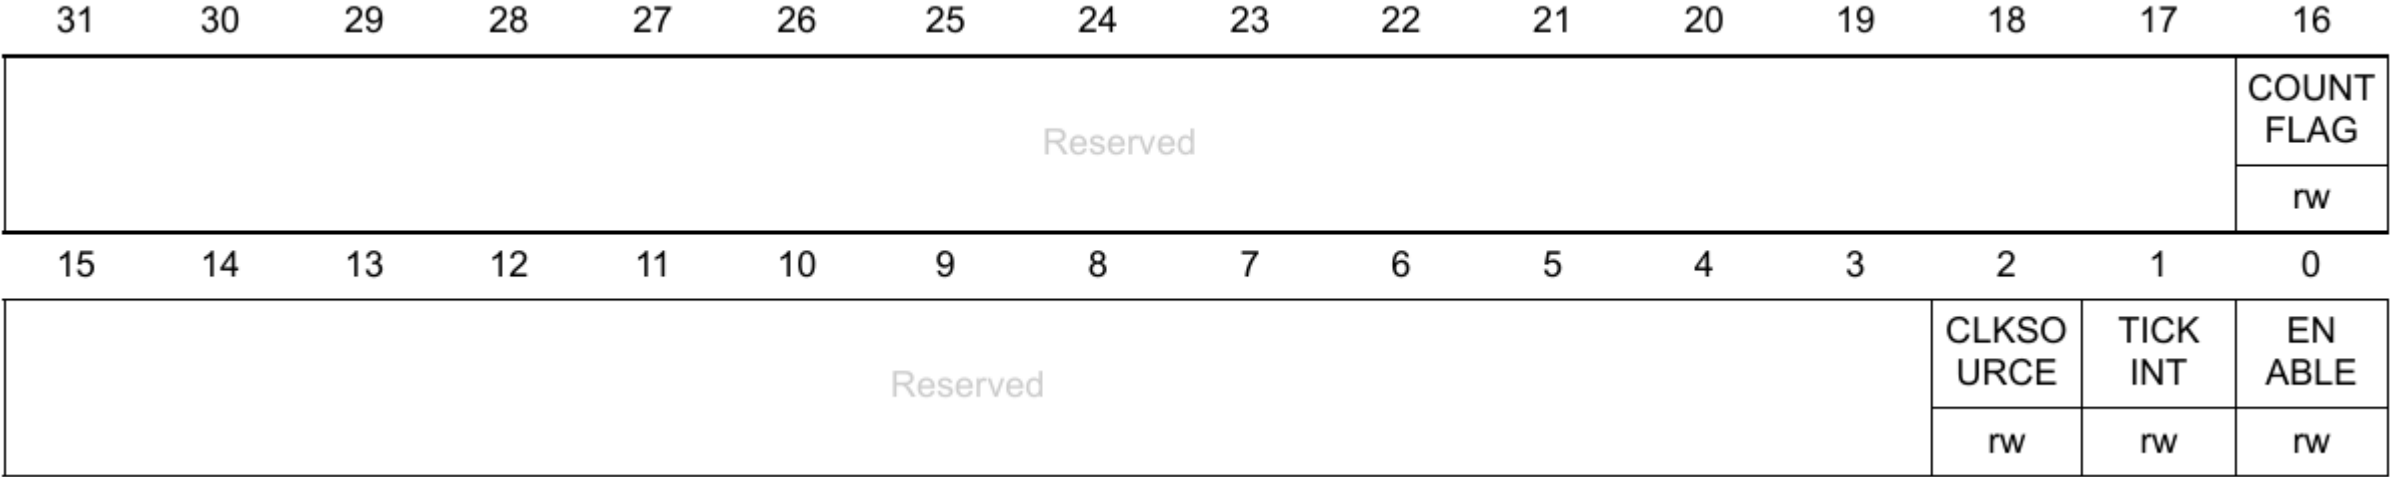 31 30 29 28 27 26 25 24 23 22 21 20 19 18 17 16
Reserved
COUNT
FLAG
rw
15 14 13 12 11 10 9 8 7 6 5 4 3 2 1 0
Reserved
CLKSO
URCE
rw
TICK
INT
rw
EN
ABLE
rw